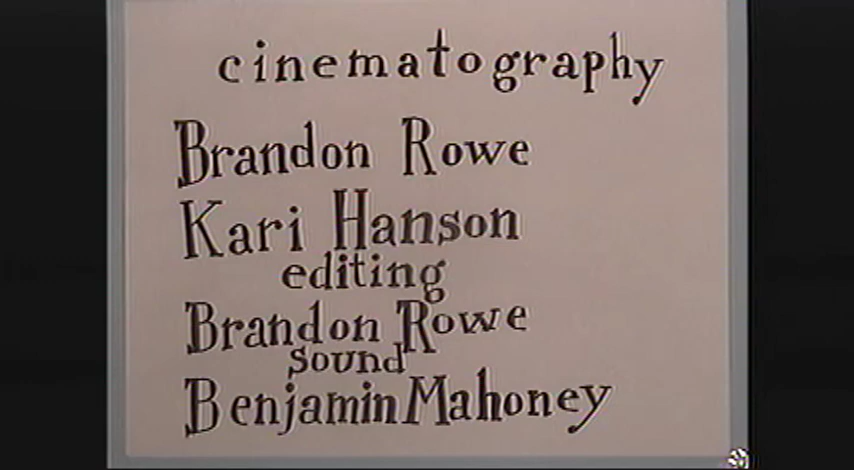 cinematography
Brandon Rowe
Kari Hanson
editing
Brandon Rowe
sound
Benjamin Mahoney